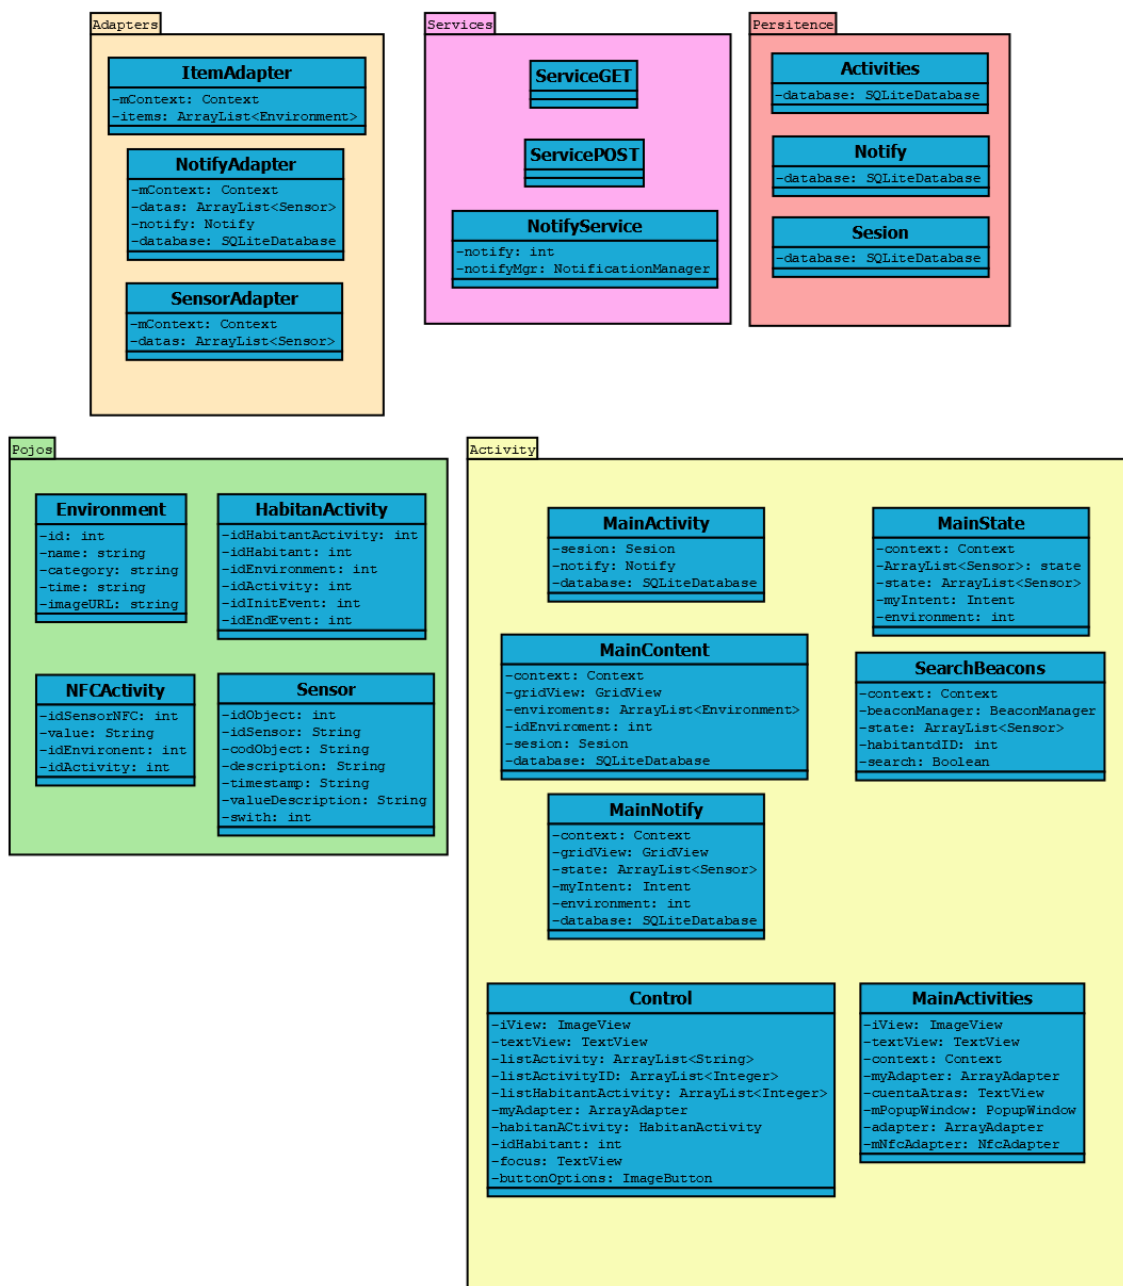 Adapters
ItemAdapter
-mContext: Context
-items: ArrayList<Environment>
NotifyAdapter
-mContext: Context
-datas: ArrayList<Sensor>
-notify: Notify
-database: SQLiteDatabase
SensorAdapter
-mContext: Context
-datas: ArrayList<Sensor>
Services
ServiceGET
ServicePOST
NotifyService
-notify: int
-notifyMgr: NotificationManager
Persitence
Activities
-database: SQLiteDatabase
Notify
-database: SQLiteDatabase
Sesion
-database: SQLiteDatabase
Pojos
Environment
-id: int
-name: string
-category: string
-time: string
-imageURL: string
HabitanActivity
-idHabitantActivity: int
-idHabitant: int
-idEnvironment: int
-idActivity: int
-idInitEvent: int
-idEndEvent: int
NFCActivity
-idSensorNFC: int
-value: String
-idEnvironent: int
-idActivity: int
Sensor
-idObject: int
-idSensor: String
-codObject: String
-description: String
-timestamp: String
-valueDescription: String
-swith: int
Activity
MainActivity
-sesion: Sesion
-notify: Notify
-database: SQLiteDatabase
MainState
-context: Context
-ArrayList<Sensor>: state
-state: ArrayList<Sensor>
-myIntent: Intent
-environment: int
MainContent
-context: Context
-gridView: GridView
-enviroments: ArrayList<Environment>
-idEnviroment: int
-sesion: Sesion
-database: SQLiteDatabase
SearchBeacons
-context: Context
-beaconManager: BeaconManager
-state: ArrayList<Sensor>
-habitantdID: int
-search: Boolean
MainNotify
-context: Context
-gridView: GridView
-state: ArrayList<Sensor>
-myIntent: Intent
-environment: int
-database: SQLiteDatabase
Control
-iView: ImageView
-textView: TextView
-listActivity: ArrayList<String>
-listActivityID: ArrayList<Integer>
-listHabitantActivity: ArrayList<Integer>
-myAdapter: ArrayAdapter
-habitanACtivity: HabitanActivity
-idHabitant: int
-focus: TextView
-buttonOptions: ImageButton
MainActivities
-iView: ImageView
-textView: TextView
-context: Context
-myAdapter: ArrayAdapter
-cuentaAtras: TextView
-mPopupWindow: PopupWindow
-adapter: ArrayAdapter
-mNfcAdapter: NfcAdapter